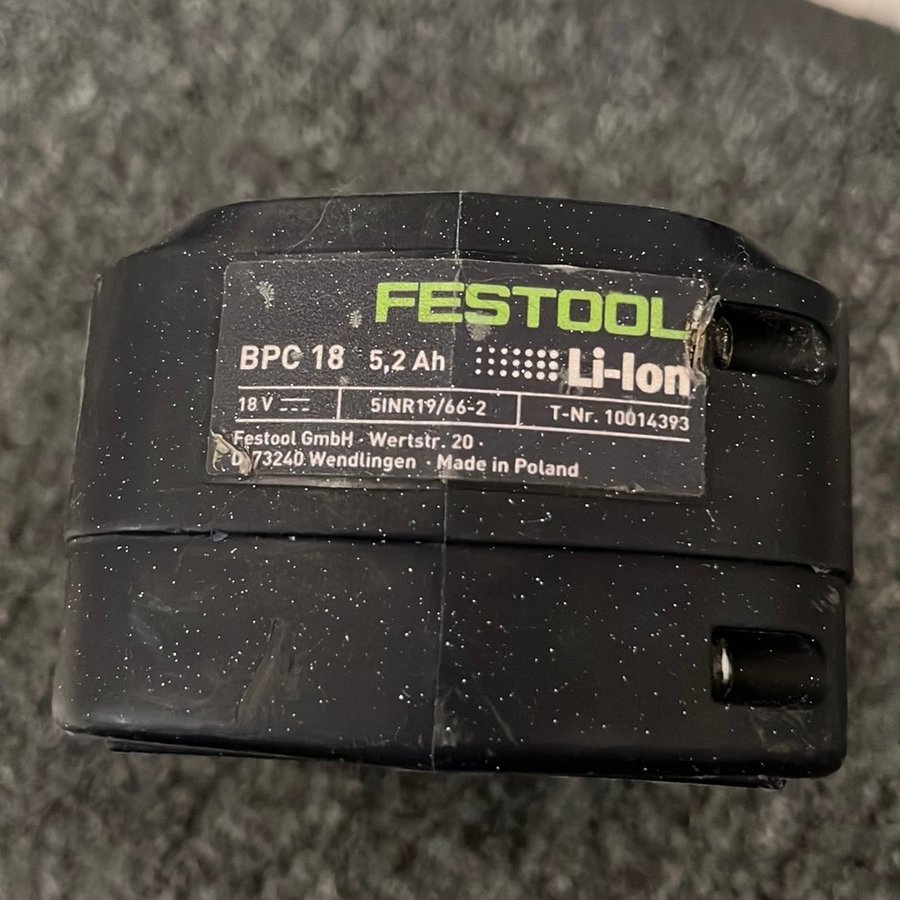 FESTOOL
BPC 18 5,2 Ah Li-Ion
18 V 5INR19/66-2 T-Nr. 10014393
Festool GmbH · Wertstr. 20 ·
D-73240 Wendlingen · Made in Poland